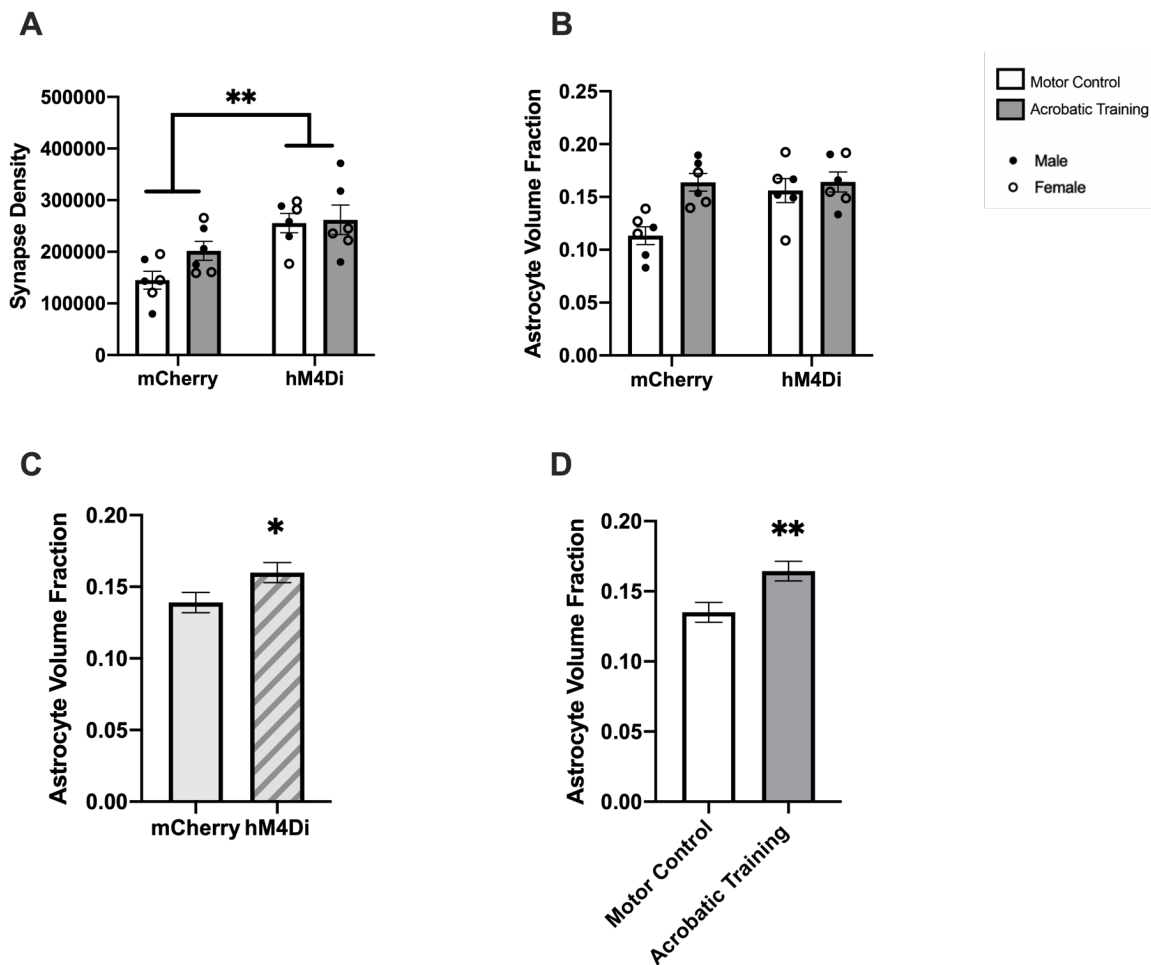 A
B
Synapse Density
500000
400000
300000
200000
100000
0
**
mCherry
hM4Di
Astrocyte Volume Fraction
0.25
0.20
0.15
0.10
0.05
0.00
mCherry
hM4Di
Motor Control
Acrobatic Training
Male
Female
C
D
Astrocyte Volume Fraction
0.20
0.15
0.10
0.05
0.00
*
mCherry hM4Di
Astrocyte Volume Fraction
0.20
0.15
0.10
0.05
0.00
**
Motor Control
Acrobatic Training